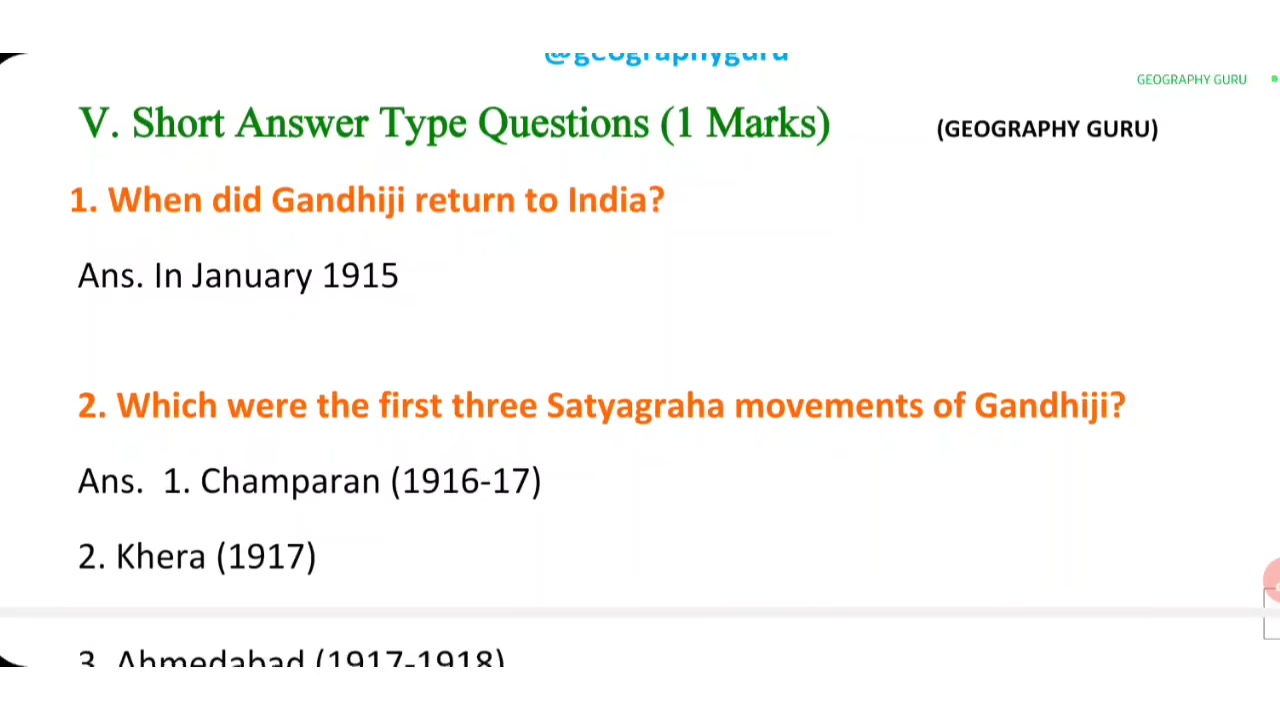 @geographyguru
GEOGRAPHY GURU
V. Short Answer Type Questions (1 Marks)
(GEOGRAPHY GURU)
1. When did Gandhiji return to India?
Ans. In January 1915
2. Which were the first three Satyagraha movements of Gandhiji?
Ans. 1. Champaran (1916-17)
2. Khera (1917)
3. Ahmedabad (1917-1918)